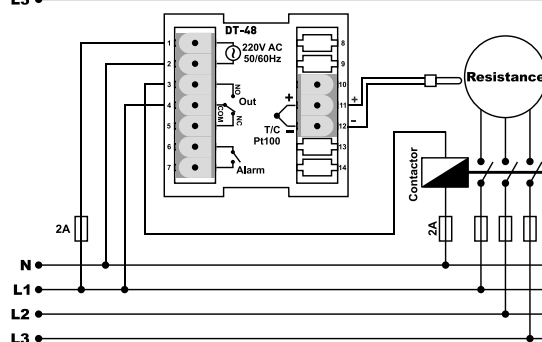 L3
DT-48
1
2
3
4
5
6
7
220V AC
50/60Hz
NO
Out
COM
NC
Alarm
8
9
10
11
12
13
14
+
−
T/C
Pt100
+
-
Resistance
Contactor
2A
2A
N
L1
L2
L3